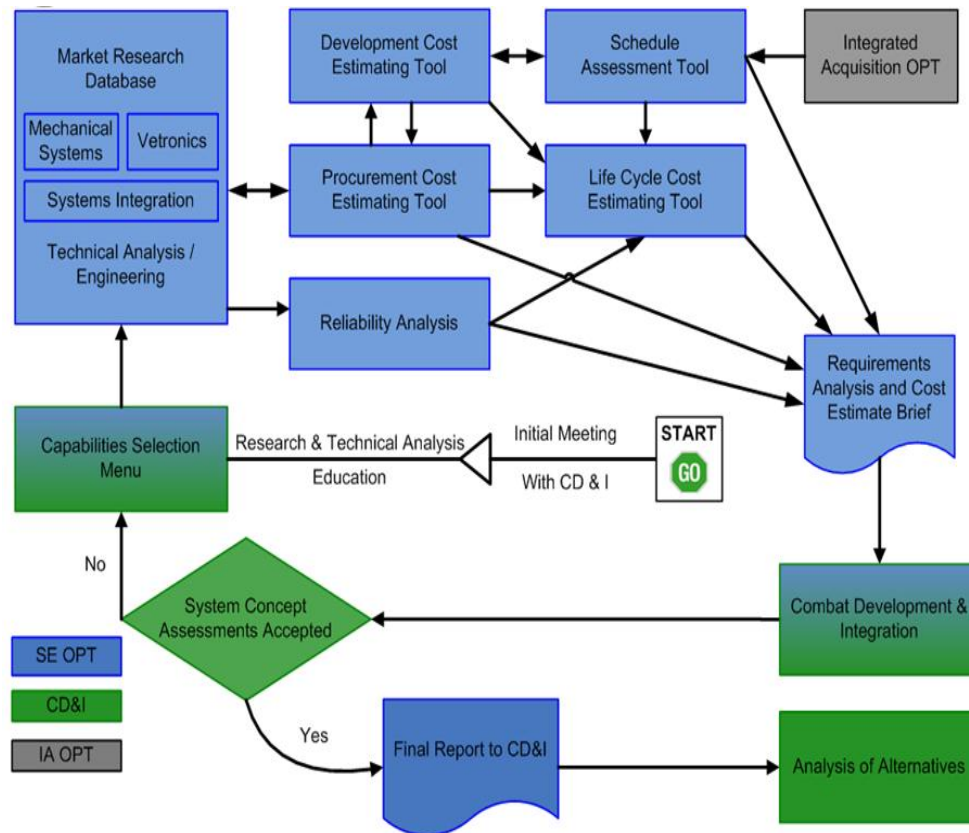 Market Research
Database
Mechanical
Systems
Vetronics
Systems Integration
Technical Analysis /
Engineering
Development Cost
Estimating Tool
Schedule
Assessment Tool
Integrated
Acquisition OPT
Procurement Cost
Estimating Tool
Life Cycle Cost
Estimating Tool
Reliability Analysis
Requirements
Analysis and Cost
Estimate Brief
Capabilities Selection
Menu
Research & Technical Analysis
Education
Initial Meeting
With CD & I
START
GO
No
System Concept
Assessments Accepted
Combat Development &
Integration
SE OPT
CD&I
IA OPT
Yes
Final Report to CD&I
Analysis of Alternatives